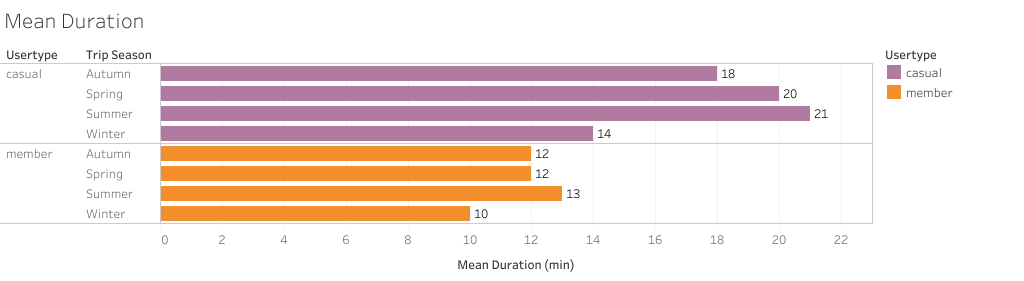 Mean Duration
Usertype Trip Season
casual Autumn 18
Spring 20
Summer 21
Winter 14
member Autumn 12
Spring 12
Summer 13
Winter 10
0 2 4 6 8 10 12 14 16 18 20 22
Mean Duration (min)
Usertype
casual
member